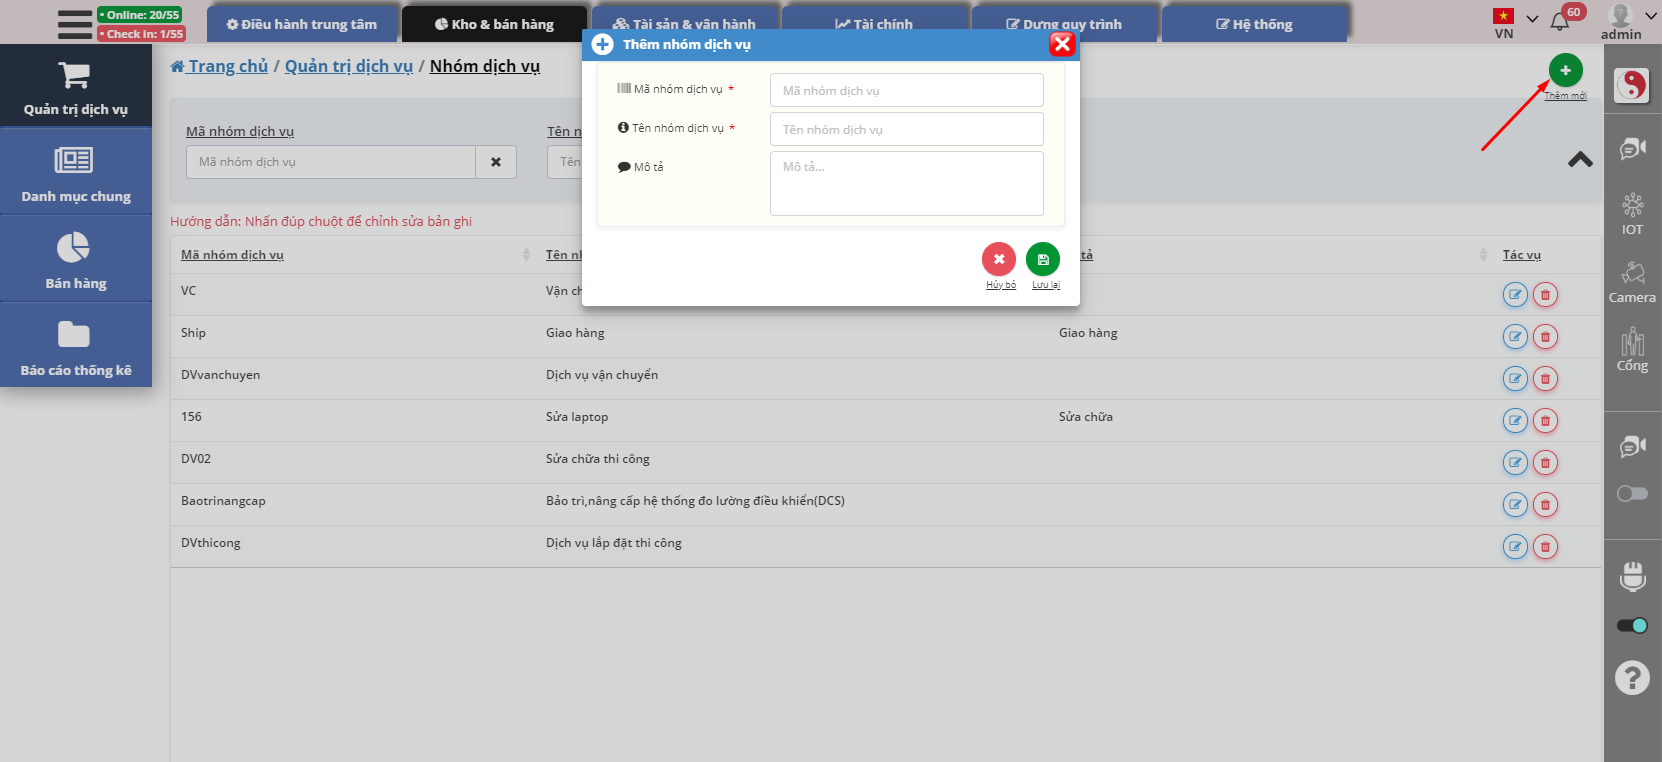 Online: 20/55
Check in: 1/55
Điều hành trung tâm
Kho & bán hàng
Tài sản & vận hành
Tài chính
Dựng quy trình
Hệ thống
VN
60
admin
Thêm nhóm dịch vụ
Trang chủ / Quản trị dịch vụ / Nhóm dịch vụ
Thêm mới
Quản trị dịch vụ
Danh mục chung
Bán hàng
Báo cáo thống kê
Mã nhóm dịch vụ
Tên n
Mã nhóm dịch vụ
Tên
Mã nhóm dịch vụ *
Mã nhóm dịch vụ
Tên nhóm dịch vụ *
Tên nhóm dịch vụ
Mô tả
Mô tả...
Hủy bỏ
Lưu lại
Hướng dẫn: Nhấn đúp chuột để chỉnh sửa bản ghi
Mã nhóm dịch vụ
Tên nh
tả
Tác vụ
VC
Vận ch
Ship
Giao hàng
Giao hàng
DVvanchuyen
Dịch vụ vận chuyển
156
Sửa laptop
Sửa chữa
DV02
Sửa chữa thi công
Baotrinangcap
Bảo trì,nâng cấp hệ thống đo lường điều khiển(DCS)
DVthicong
Dịch vụ lắp đặt thi công
IOT
Camera
Cổng